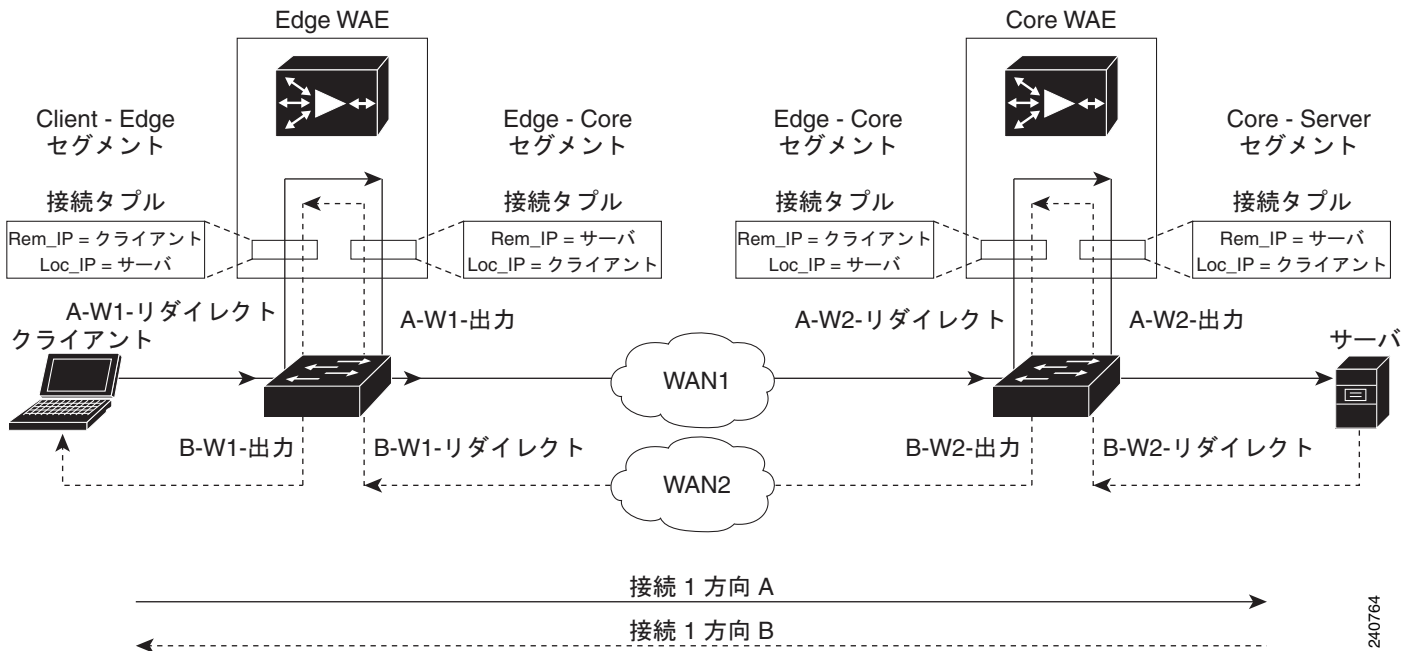 Edge WAE
Core WAE
Client - Edge
セグメント
Edge - Core
セグメント
Edge - Core
セグメント
Core - Server
セグメント
接続タプル
接続タプル
接続タプル
接続タプル
Rem_IP = クライアント
Loc_IP = サーバ
Rem_IP = サーバ
Loc_IP = クライアント
Rem_IP = クライアント
Loc_IP = サーバ
Rem_IP = サーバ
Loc_IP = クライアント
A-W1-リダイレクト
A-W1-出力
A-W2-リダイレクト
A-W2-出力
クライアント
サーバ
WAN1
B-W1-出力
B-W1-リダイレクト
B-W2-出力
B-W2-リダイレクト
WAN2
接続 1 方向 A
接続 1 方向 B
240764